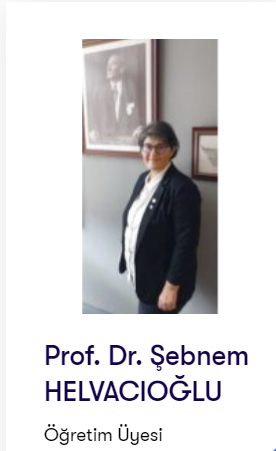 Prof. Dr. Şebnem
HELVACIOĞLU
Öğretim Üyesi